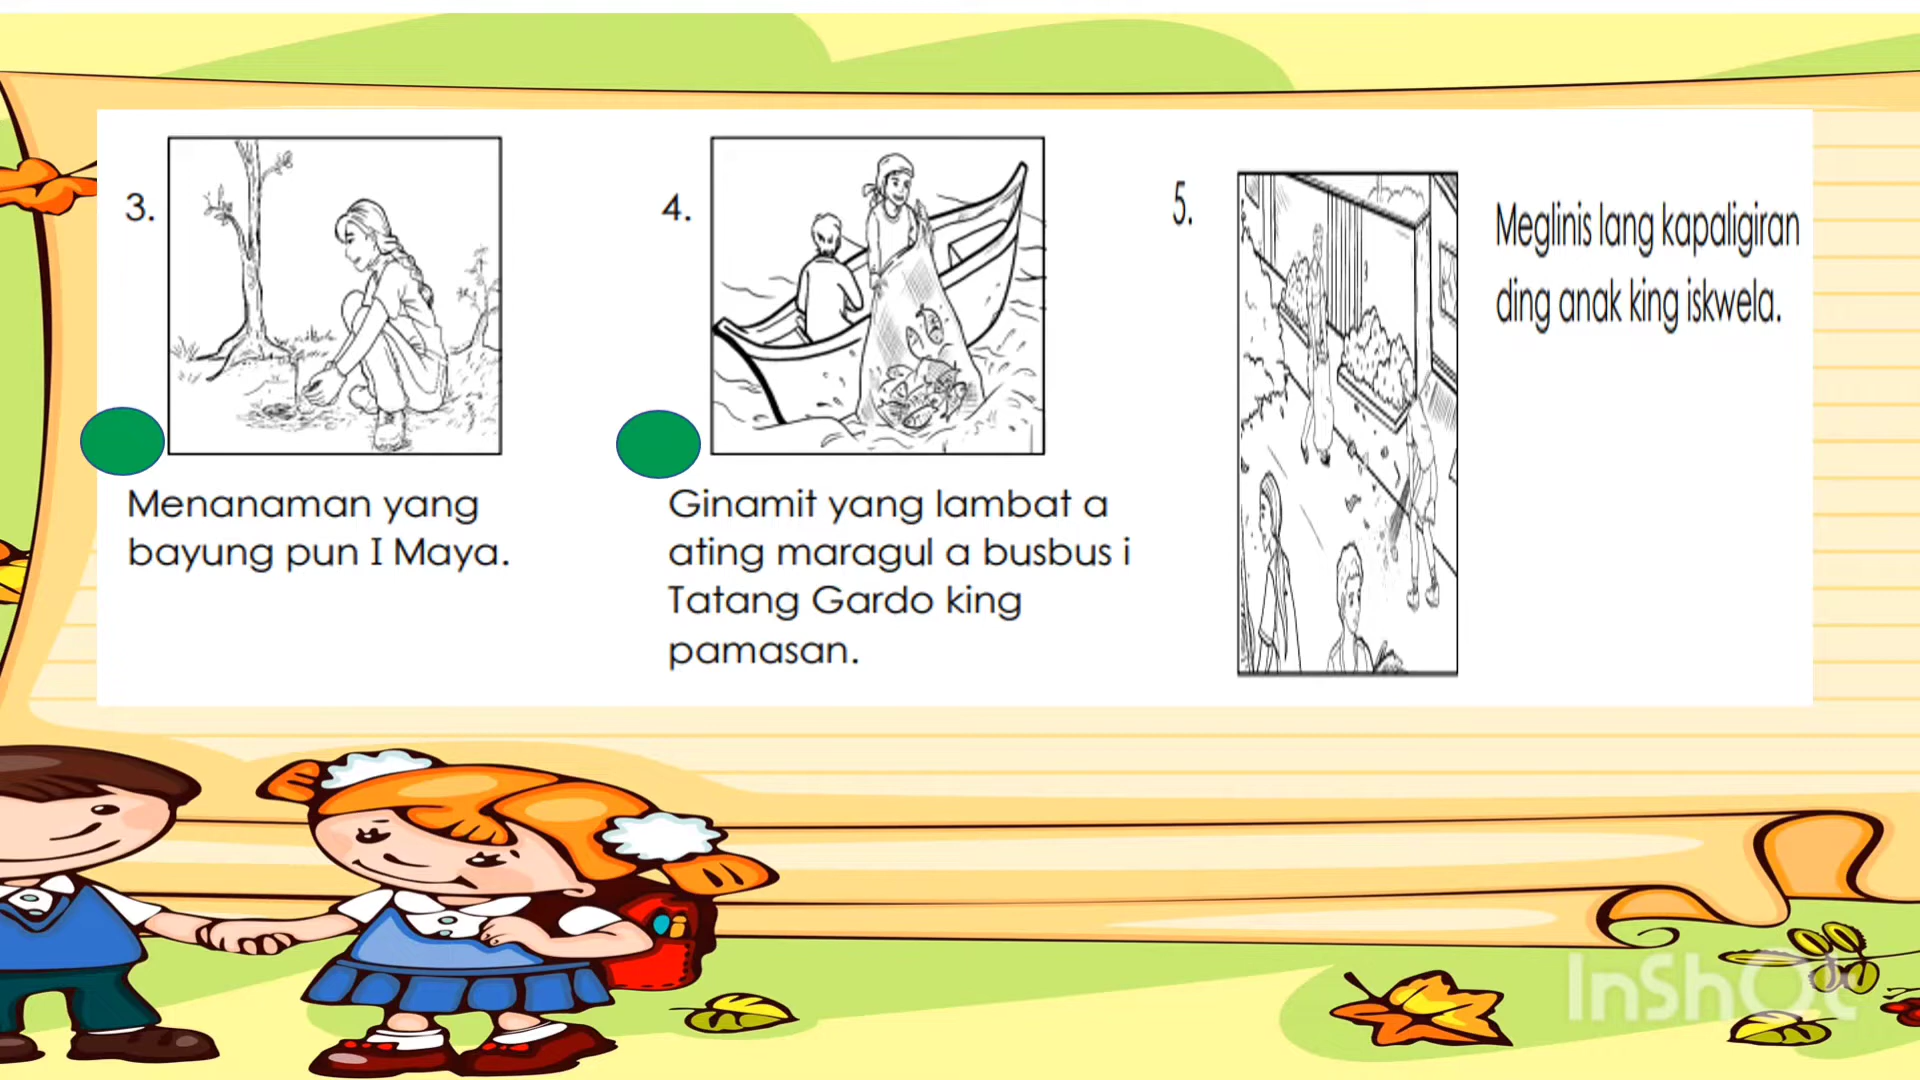 3.
Menanaman yang
bayung pun I Maya.
4.
Ginamit yang lambat a
ating maragul a busbus i
Tatang Gardo king
pamasan.
5.
Meglinis lang kapaligiran
ding anak king iskwela.
InShOt